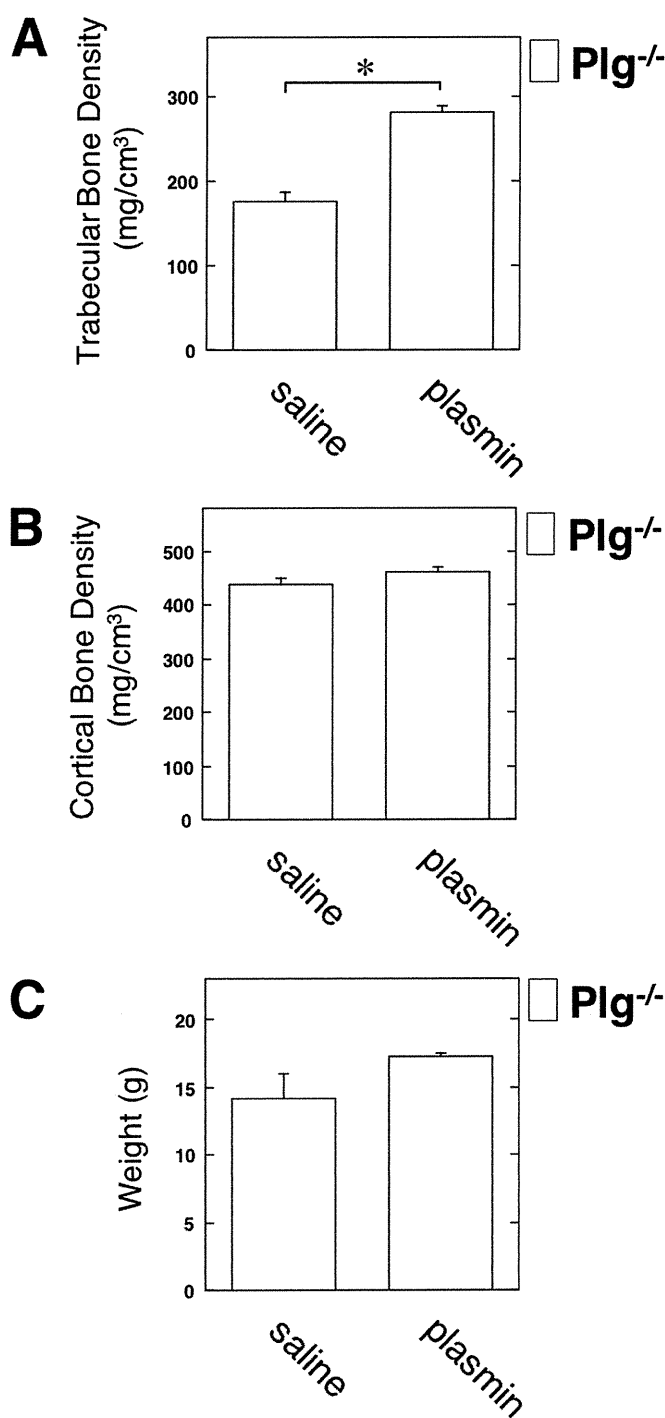 A
Plg-/-
Trabecular Bone Density
(mg/cm3)
*
300
200
100
0
saline
plasmin
B
Plg-/-
Cortical Bone Density
(mg/cm3)
500
400
300
200
100
0
saline
plasmin
C
Plg-/-
Weight (g)
20
15
10
5
0
saline
plasmin